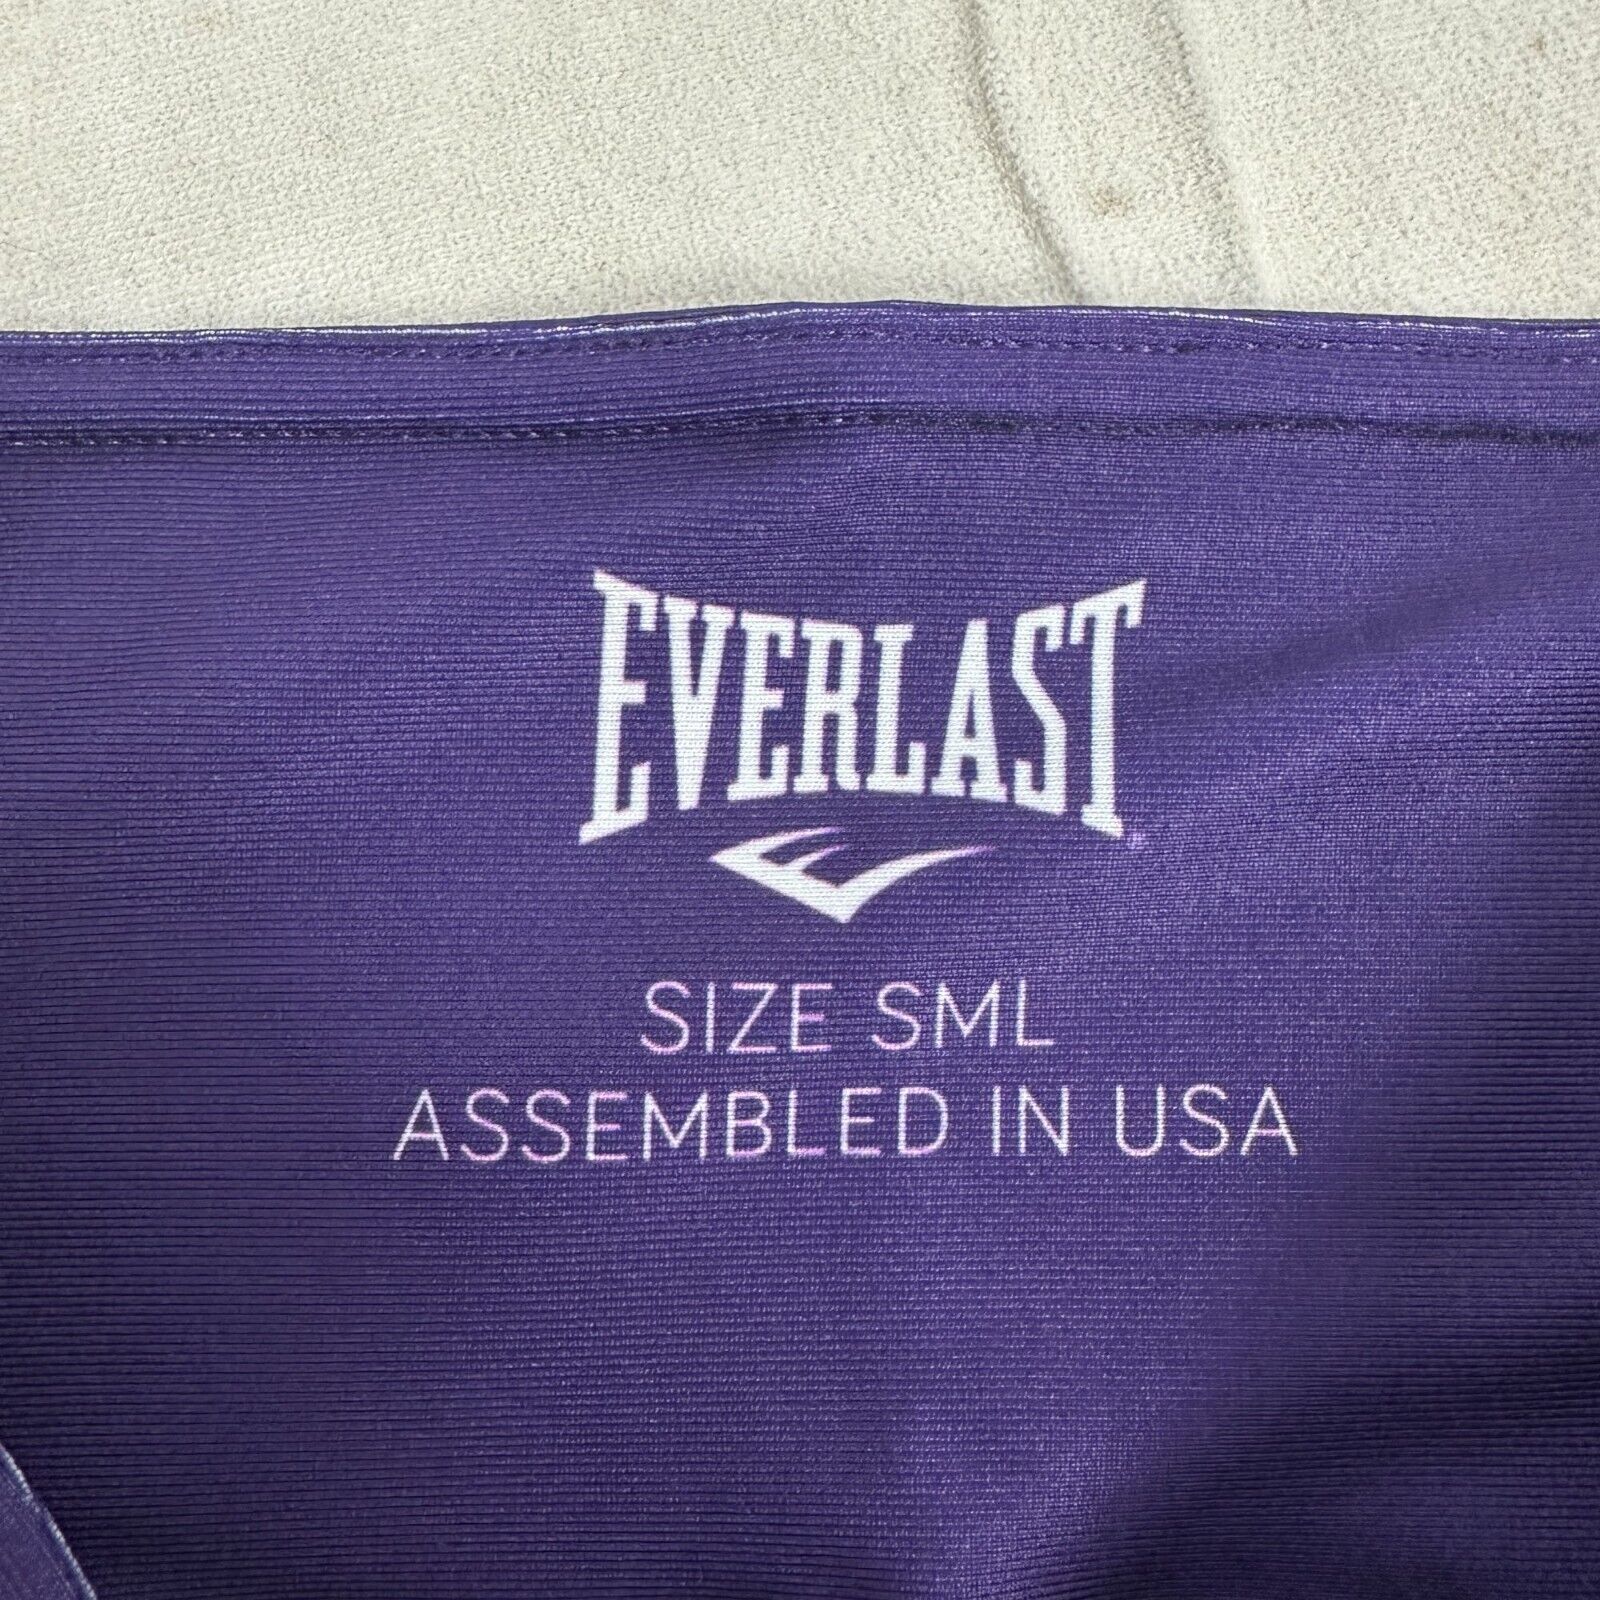 EVERLAST
SIZE SML
ASSEMBLED IN USA